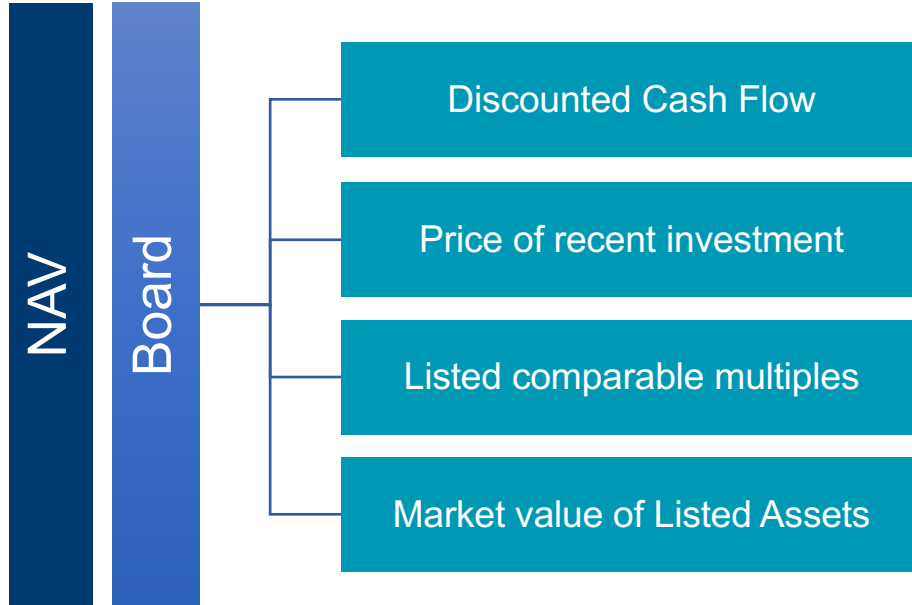 NAV
Board
Discounted Cash Flow
Price of recent investment
Listed comparable multiples
Market value of Listed Assets